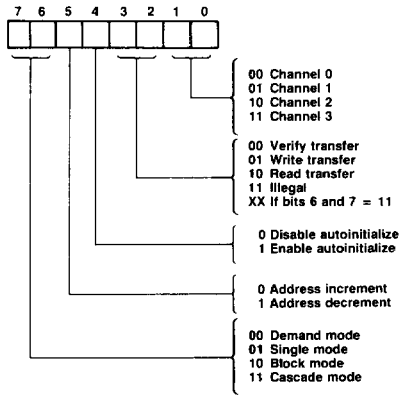 7 6 5 4 3 2 1 0
00 Channel 0
01 Channel 1
10 Channel 2
11 Channel 3
00 Verify transfer
01 Write transfer
10 Read transfer
11 Illegal
XX If bits 6 and 7 = 11
0 Disable autoinitialize
1 Enable autoinitialize
0 Address increment
1 Address decrement
00 Demand mode
01 Single mode
10 Block mode
11 Cascade mode